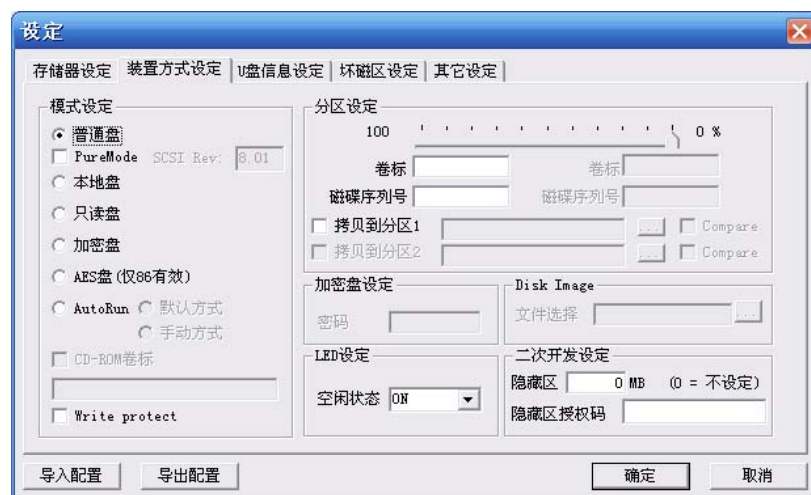 设定
存储器设定 装置方式设定 U盘信息设定 坏磁区设定 其它设定
模式设定
普通盘
PureMode SCSI Rev: 8.01
本地盘
只读盘
加密盘
AES盘(仅86有效)
AutoRun 默认方式
手动方式
CD-ROM卷标
Write protect
分区设定
100 0 %
卷标 卷标
磁碟序列号 磁碟序列号
拷贝到分区1 ... Compare
拷贝到分区2 ... Compare
加密盘设定
密码
Disk Image
文件选择 ...
LED设定
空闲状态 ON
二次开发设定
隐藏区 0 MB (0 = 不设定)
隐藏区授权码
导入配置 导出配置 确定 取消